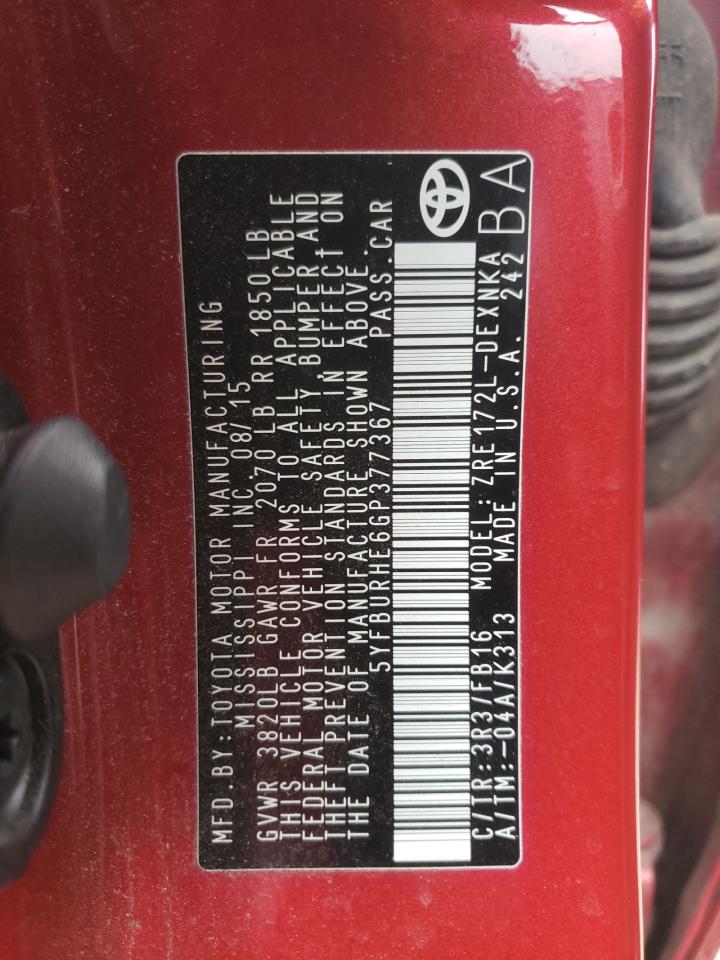 MFD.BY:TOYOTA MOTOR MANUFACTURING
MISSISSIPPI INC. 08/15
GVWR 3820LB GAWR FR 2070 LB RR 1850 LB
THIS VEHICLE CONFORMS TO ALL APPLICABLE
FEDERAL MOTOR VEHICLE SAFETY, BUMPER AND
THEFT PREVENTION STANDARDS IN EFFECT ON
THE DATE OF MANUFACTURE SHOWN ABOVE.
5YFBURHE6GP377367 PASS.CAR
C/TR:3R3/FB16 MODEL:ZRE172L-DEXNKA
A/TM:-04A/K313 MADE IN U.S.A. 242
BA